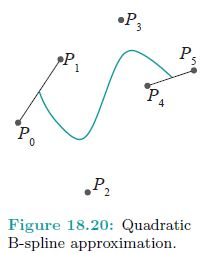 P3
P1
P5
P4
P0
P2
Figure 18.20: Quadratic
B-spline approximation.